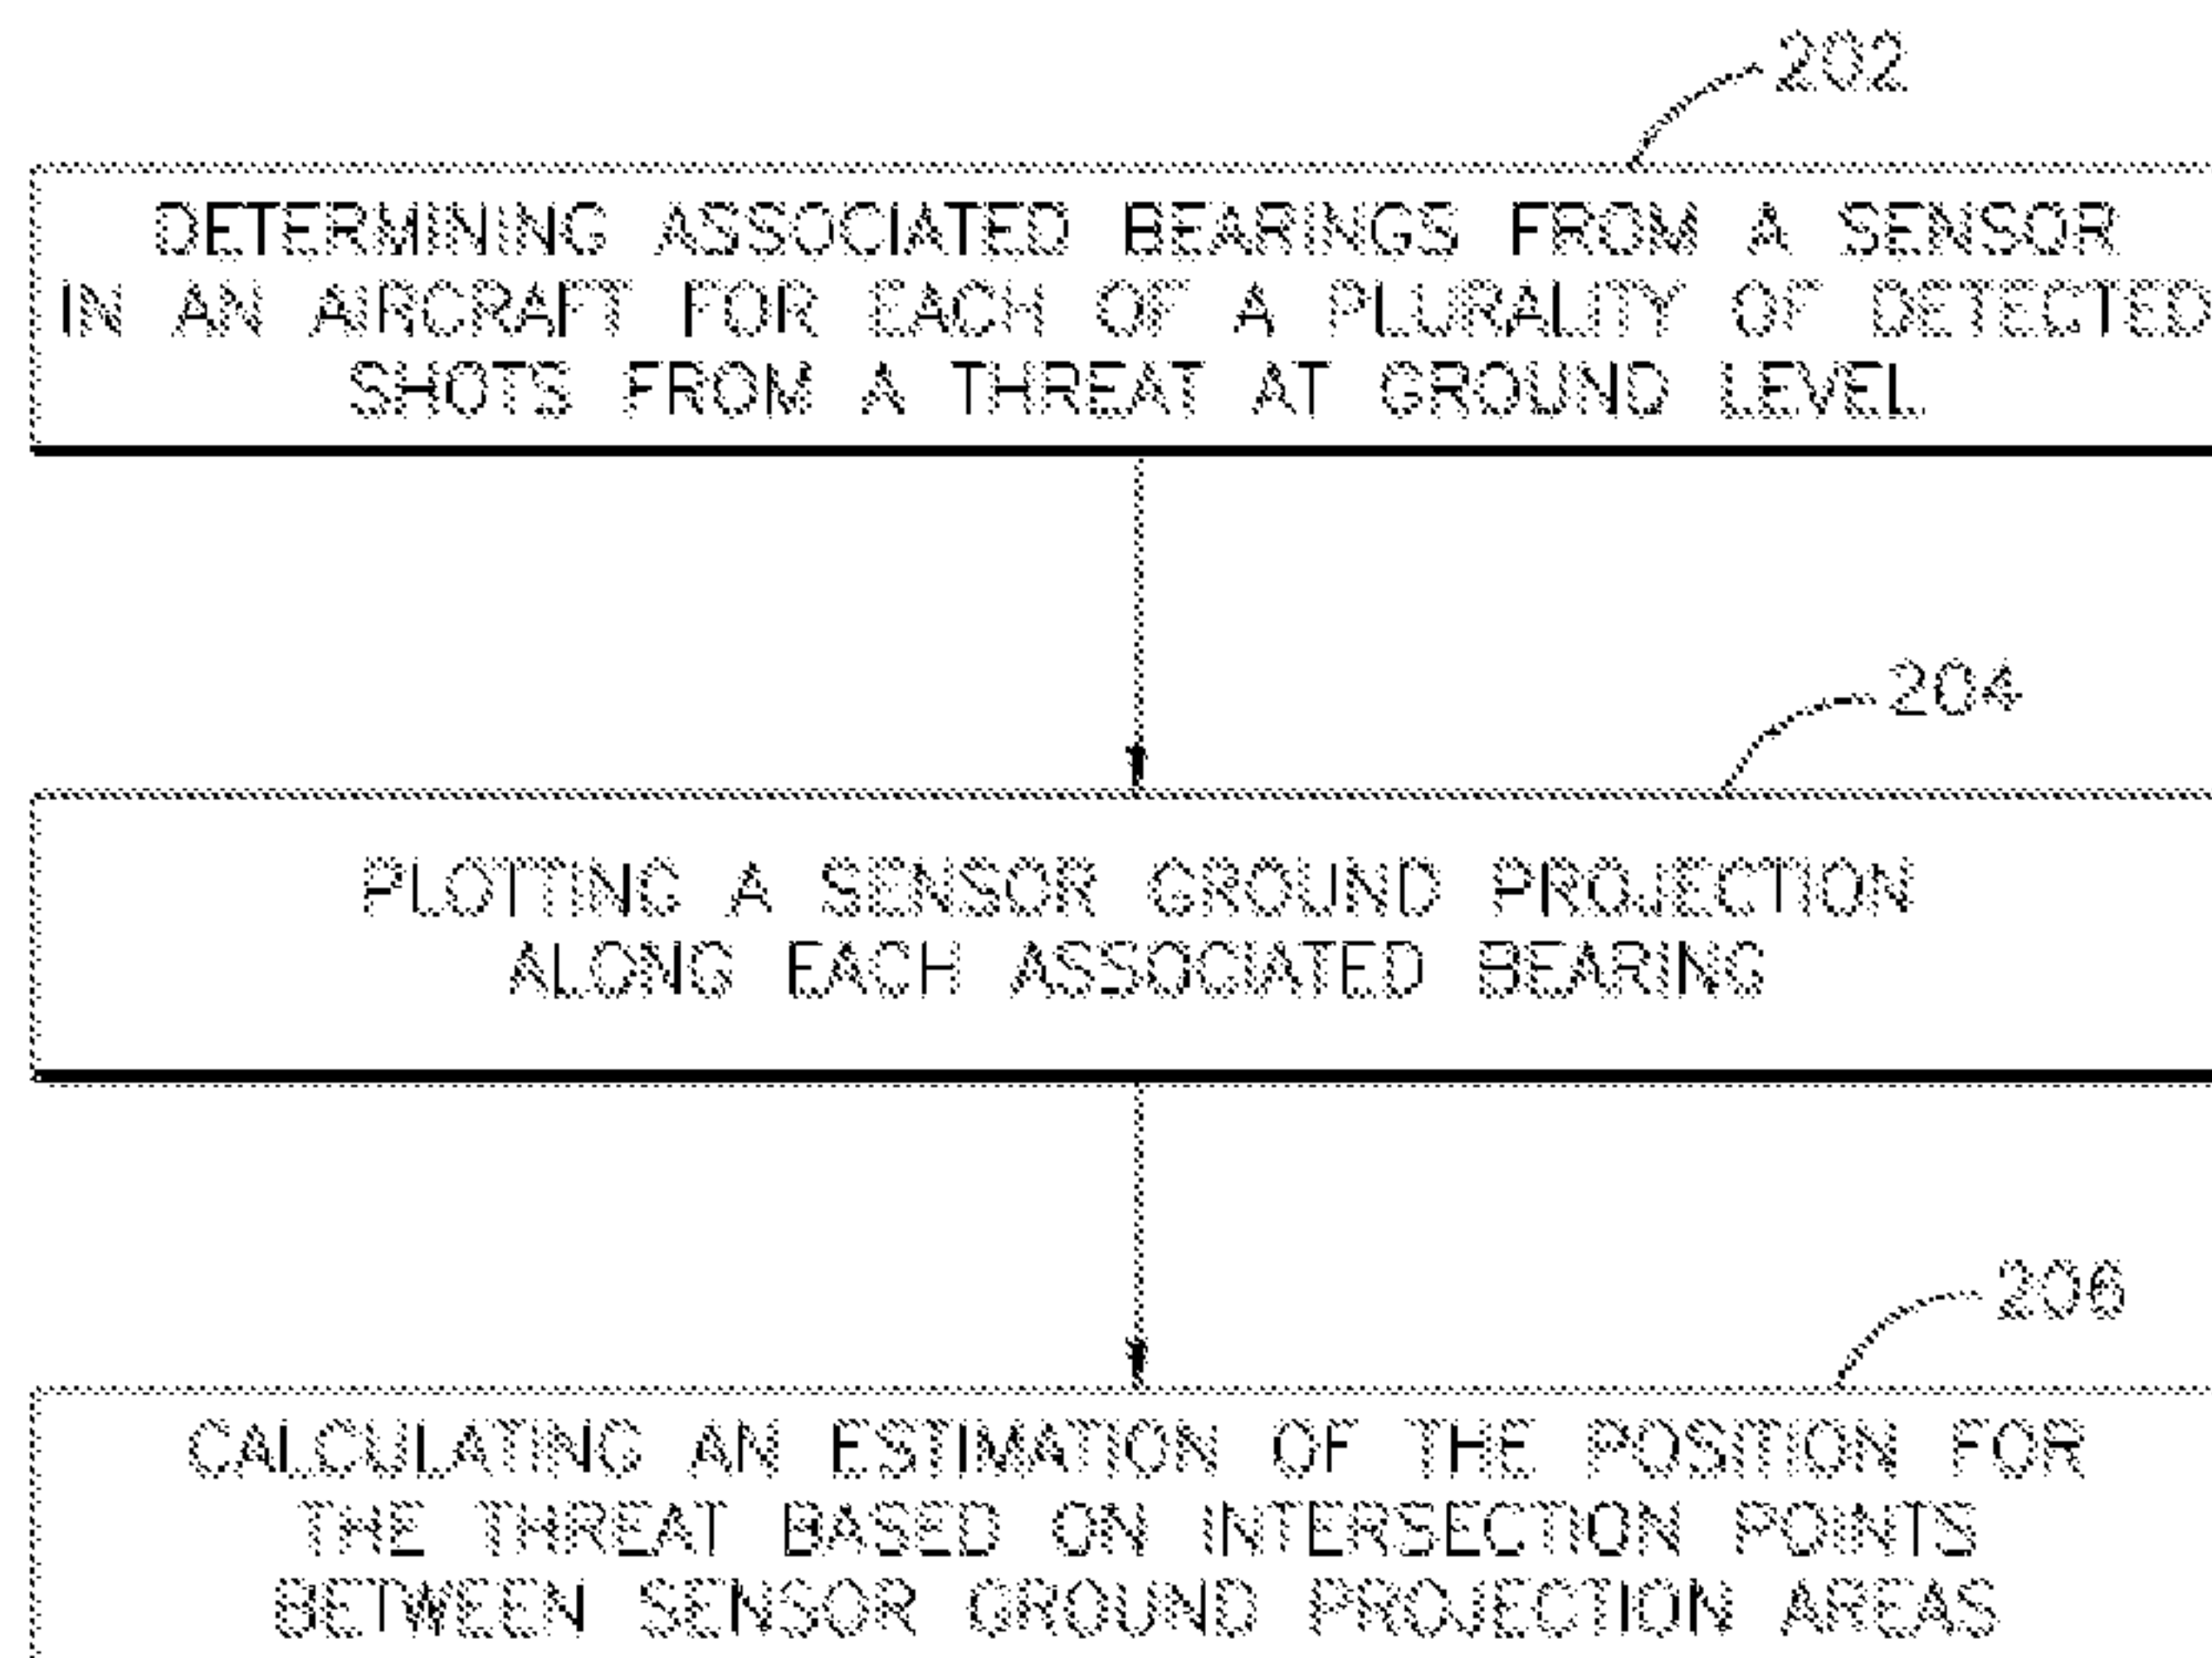 202
DETERMINING ASSOCIATED BEARINGS FROM A SENSOR
IN AN AIRCRAFT FOR EACH OF A PLURALITY OF DETECTED
SHOTS FROM A THREAT AT GROUND LEVEL
204
PLOTTING A SENSOR GROUND PROJECTION
ALONG EACH ASSOCIATED BEARING
206
CALCULATING AN ESTIMATION OF THE POSITION FOR
THE THREAT BASED ON INTERSECTION POINTS
BETWEEN SENSOR GROUND PROJECTION AREAS